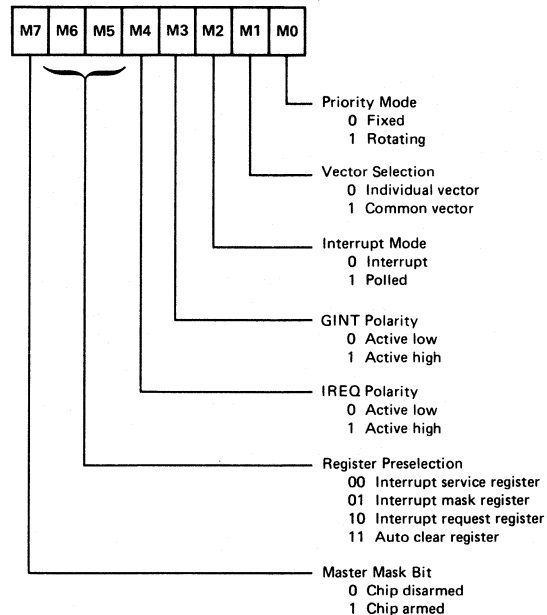 M7 M6 M5 M4 M3 M2 M1 M0
Priority Mode
0 Fixed
1 Rotating
Vector Selection
0 Individual vector
1 Common vector
Interrupt Mode
0 Interrupt
1 Polled
GINT Polarity
0 Active low
1 Active high
IREQ Polarity
0 Active low
1 Active high
Register Preselection
00 Interrupt service register
01 Interrupt mask register
10 Interrupt request register
11 Auto clear register
Master Mask Bit
0 Chip disarmed
1 Chip armed